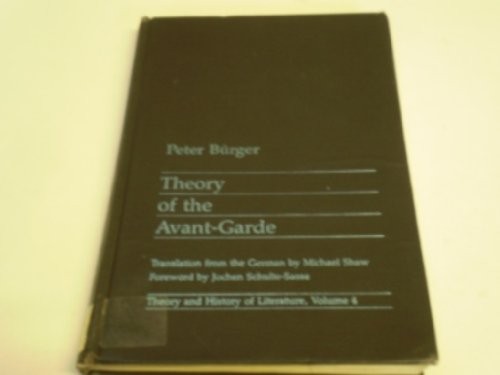 Peter Bürger
Theory
of the
Avant-Garde
Translation from the German by Michael Shaw
Foreword by Jochen Schulte-Sasse
Theory and History of Literature, Volume 4